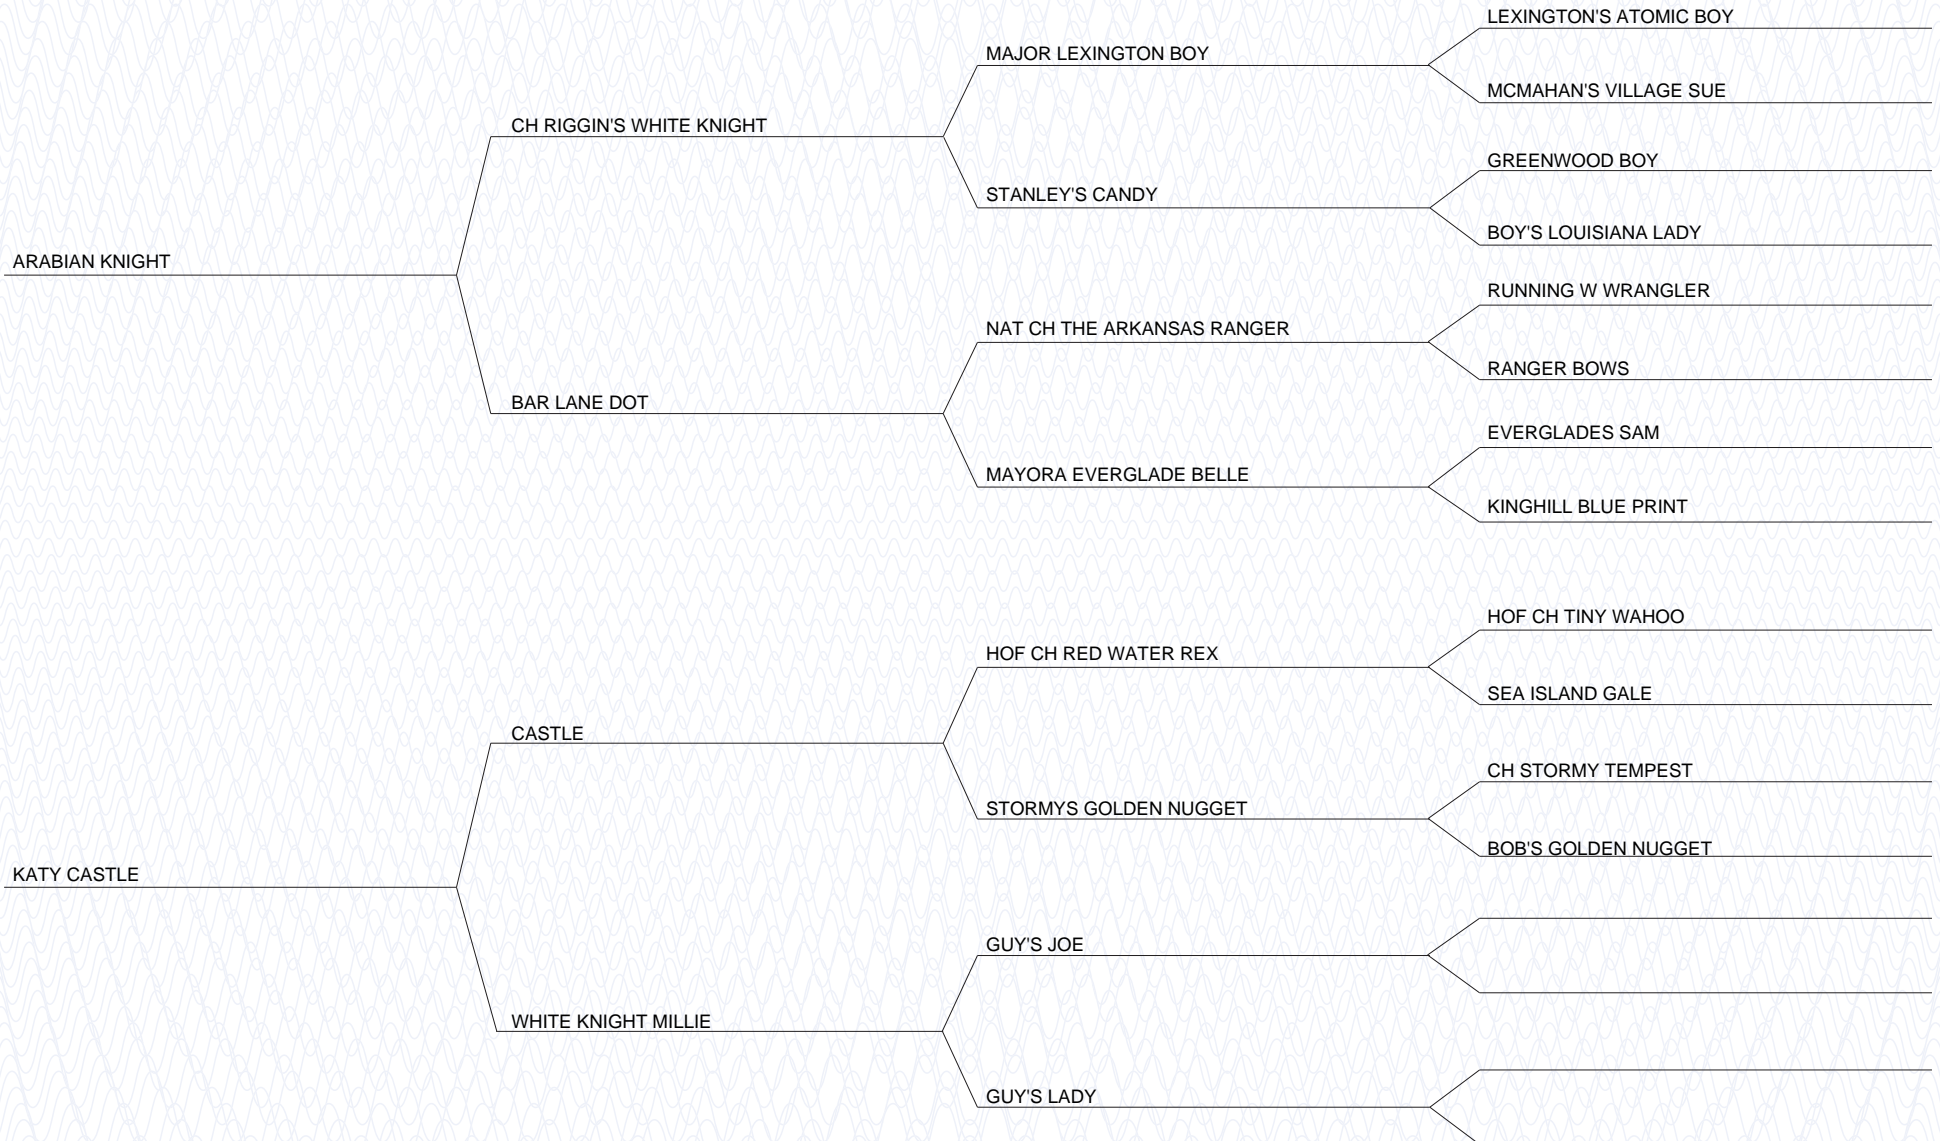 LEXINGTON'S ATOMIC BOY
MAJOR LEXINGTON BOY
MCMAHAN'S VILLAGE SUE
CH RIGGIN'S WHITE KNIGHT
GREENWOOD BOY
STANLEY'S CANDY
BOY'S LOUISIANA LADY
ARABIAN KNIGHT
RUNNING W WRANGLER
NAT CH THE ARKANSAS RANGER
RANGER BOWS
BAR LANE DOT
EVERGLADES SAM
MAYORA EVERGLADE BELLE
KINGHILL BLUE PRINT
HOF CH TINY WAHOO
HOF CH RED WATER REX
SEA ISLAND GALE
CASTLE
CH STORMY TEMPEST
STORMYS GOLDEN NUGGET
BOB'S GOLDEN NUGGET
KATY CASTLE
GUY'S JOE
WHITE KNIGHT MILLIE
GUY'S LADY